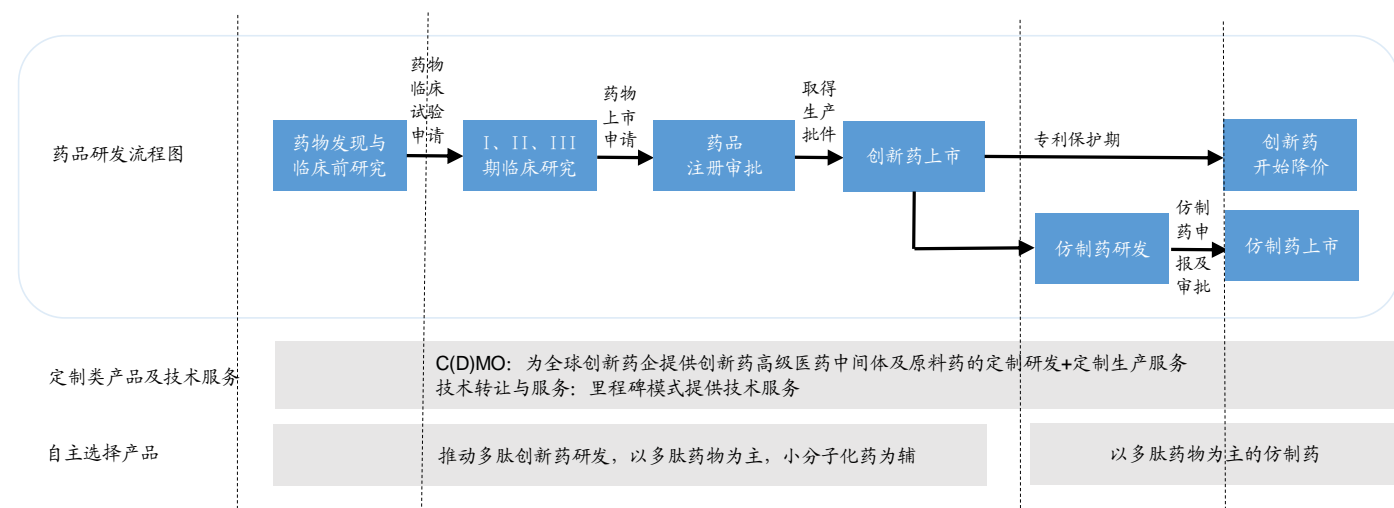 药物
临床
试验
申请
药物
上市
申请
取得
生产
批件
药品研发流程图
药物发现与
临床前研究
I、II、III
期临床研究
药品
注册审批
创新药上市
专利保护期
创新药
开始降价
仿制药研发
仿制
药申
报及
审批
仿制药上市
定制类产品及技术服务
C(D)MO：为全球创新药企提供创新药高级医药中间体及原料药的定制研发+定制生产服务
技术转让与服务：里程碑模式提供技术服务
自主选择产品
推动多肽创新药研发，以多肽药物为主，小分子化药为辅
以多肽药物为主的仿制药